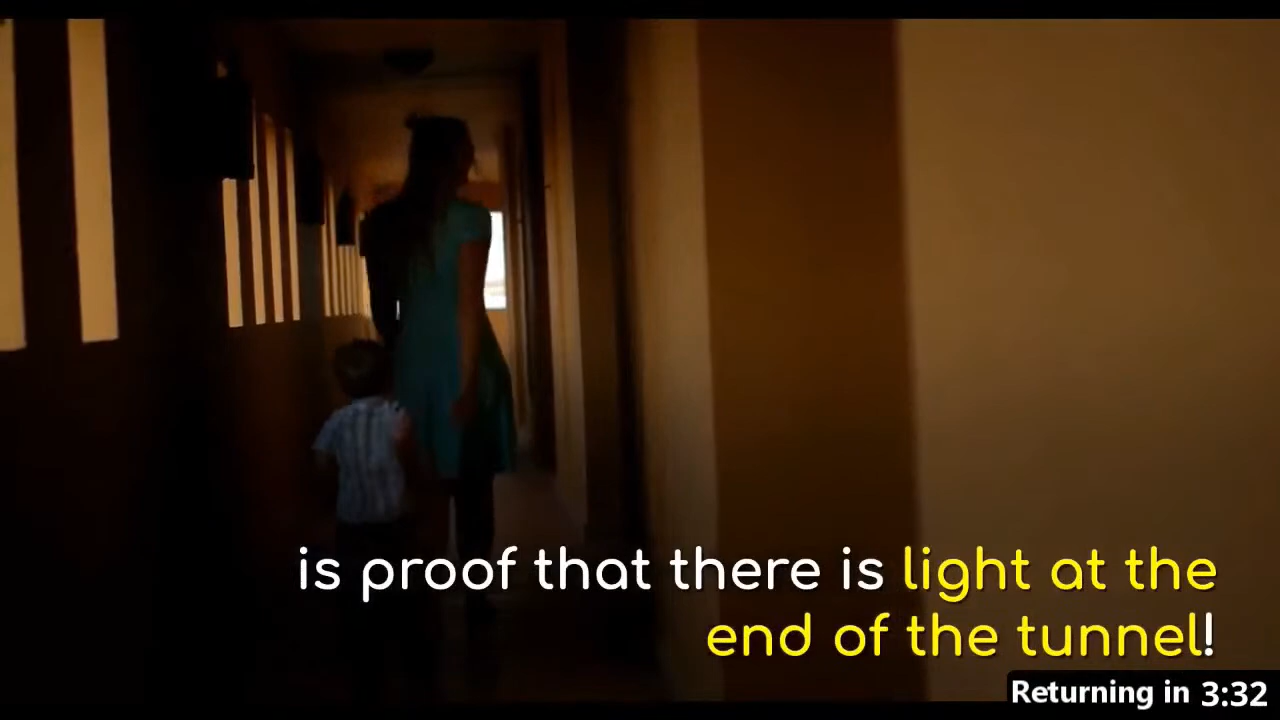 is proof that there is light at the
end of the tunnel!
Returning in 3:32